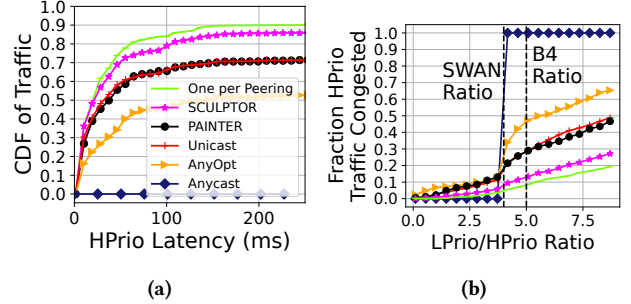 (a)
1.0
0.9
0.8
0.7
0.6
0.5
0.4
0.3
0.2
0.1
0.0
CDF of Traffic
One per Peering
SCULPTOR
PAINTER
Unicast
AnyOpt
Anycast
0
100
200
HPrio Latency (ms)
(a)
(b)
1.0
0.9
0.8
0.7
0.6
0.5
0.4
0.3
0.2
0.1
0.0
Fraction HPrio
Traffic Congested
SWAN
Ratio
B4
Ratio
0.0
2.5
5.0
7.5
LPrio/HPrio Ratio
(b)